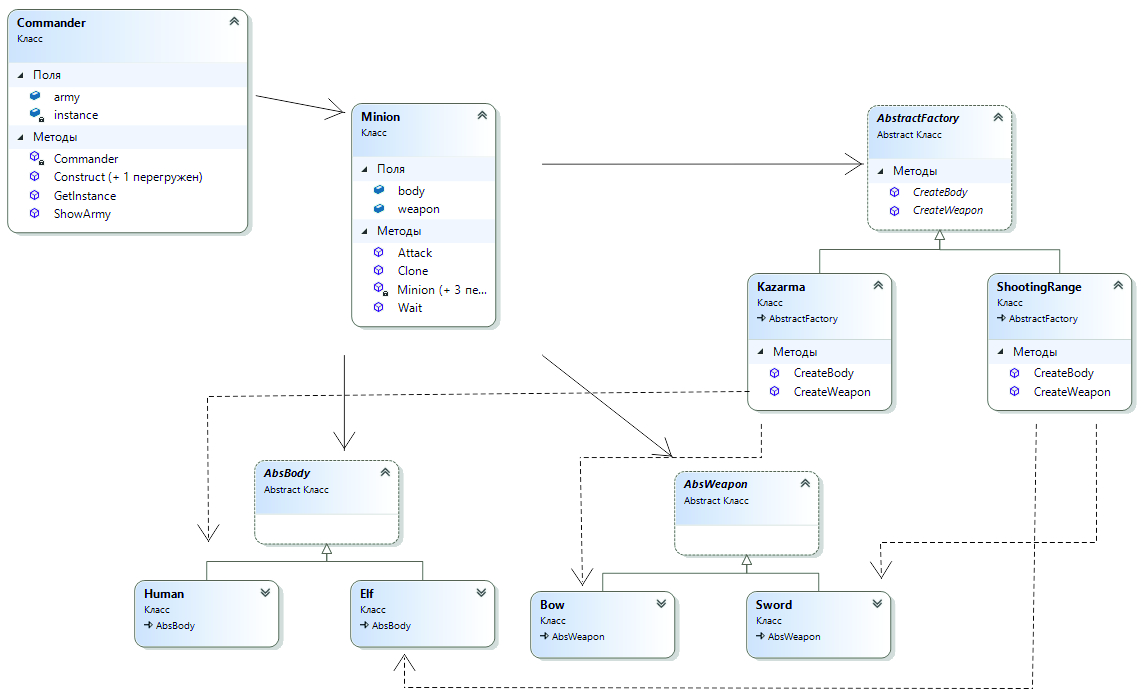 Commander
Класс
Поля
army
instance
Методы
Commander
Construct (+ 1 перегружен)
GetInstance
ShowArmy
Minion
Класс
Поля
body
weapon
Методы
Attack
Clone
Minion (+ 3 пе...
Wait
AbstractFactory
Abstract Класс
Методы
CreateBody
CreateWeapon
Kazarma
Класс
AbstractFactory
Методы
CreateBody
CreateWeapon
ShootingRange
Класс
AbstractFactory
Методы
CreateBody
CreateWeapon
AbsBody
Abstract Класс
AbsWeapon
Abstract Класс
Human
Класс
AbsBody
Elf
Класс
AbsBody
Bow
Класс
AbsWeapon
Sword
Класс
AbsWeapon